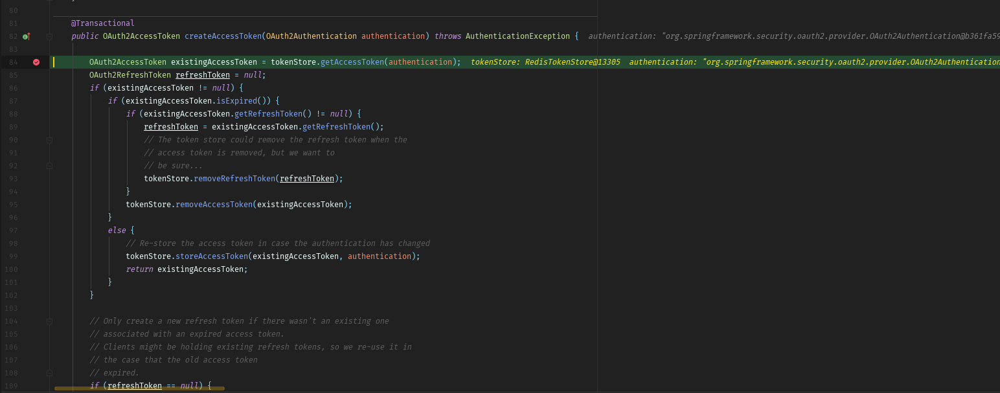 80
81 @Transactional
82 public OAuth2AccessToken createAccessToken(OAuth2Authentication authentication) throws AuthenticationException { authentication: "org.springframework.security.oauth2.provider.OAuth2Authentication@b361fa59
83
84 OAuth2AccessToken existingAccessToken = tokenStore.getAccessToken(authentication); tokenStore: RedisTokenStore@13305 authentication: "org.springframework.security.oauth2.provider.OAuth2Authentication
85 OAuth2RefreshToken refreshToken = null;
86 if (existingAccessToken != null) {
87 if (existingAccessToken.isExpired()) {
88 if (existingAccessToken.getRefreshToken() != null) {
89 refreshToken = existingAccessToken.getRefreshToken();
90 // The token store could remove the refresh token when the
91 // access token is removed, but we want to
92 // be sure...
93 tokenStore.removeRefreshToken(refreshToken);
94 }
95 tokenStore.removeAccessToken(existingAccessToken);
96 }
97 else {
98 // Re-store the access token in case the authentication has changed
99 tokenStore.storeAccessToken(existingAccessToken, authentication);
100 return existingAccessToken;
101 }
102 }
103
104 // Only create a new refresh token if there wasn't an existing one
105 // associated with an expired access token.
106 // Clients might be holding existing refresh tokens, so we re-use it in
107 // the case that the old access token
108 // expired.
109 if (refreshToken == null) {